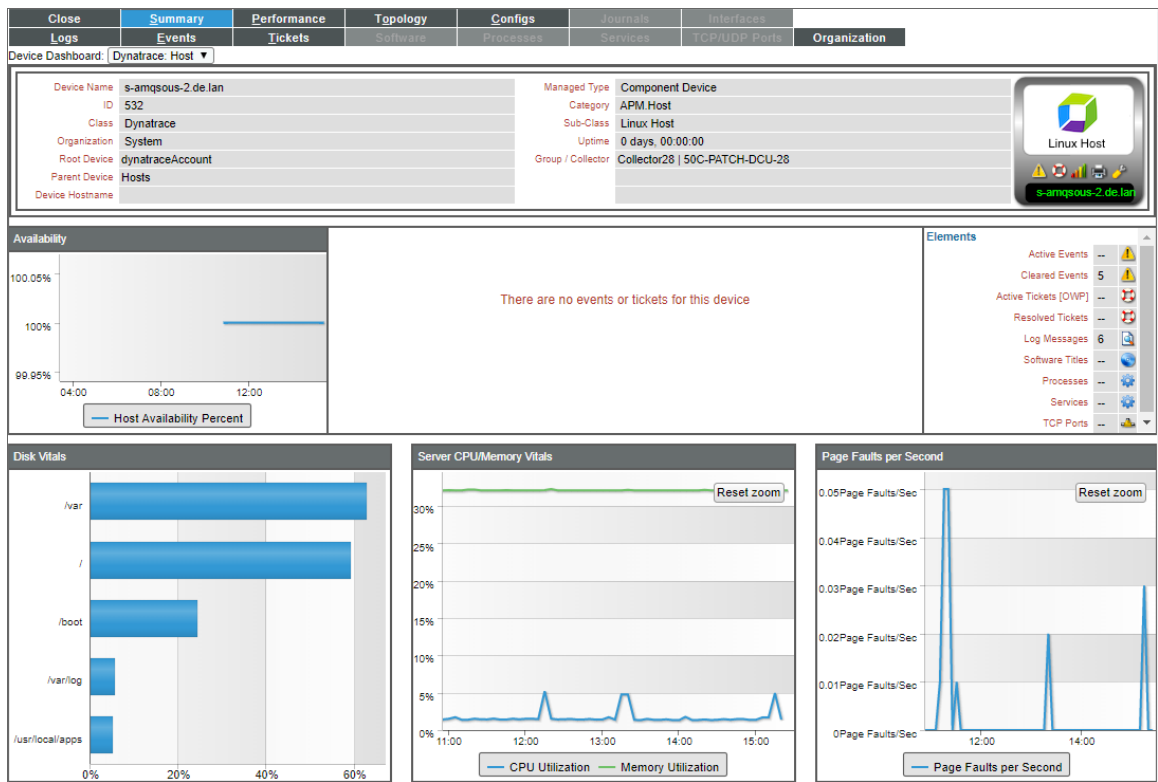 Close Summary Performance Topology Configs Journals Interfaces
Logs Events Tickets Software Processes Services TCP/UDP Ports Organization
Device Dashboard: Dynatrace: Host ▼
Device Name s-amqsous-2.de.lan Managed Type Component Device
ID 532 Category APM.Host
Class Dynatrace Sub-Class Linux Host
Organization System Uptime 0 days, 00:00:00
Root Device dynatraceAccount Group / Collector Collector28 | 50C-PATCH-DCU-28
Parent Device Hosts
Device Hostname
Linux Host
s-amqsous-2.de.lan
Availability
100.05%
100%
99.95%
04:00 08:00 12:00
Host Availability Percent
There are no events or tickets for this device
Elements
Active Events --
Cleared Events 5
Active Tickets [OWP] --
Resolved Tickets --
Log Messages 6
Software Titles --
Processes --
Services --
TCP Ports --
Disk Vitals
/var
/
/boot
/var/log
/usr/local/apps
0% 20% 40% 60%
Server CPU/Memory Vitals
Reset zoom
30%
25%
20%
15%
10%
5%
0%
11:00 12:00 13:00 14:00 15:00
CPU Utilization Memory Utilization
Page Faults per Second
Reset zoom
0.05Page Faults/Sec
0.04Page Faults/Sec
0.03Page Faults/Sec
0.02Page Faults/Sec
0.01Page Faults/Sec
0Page Faults/Sec
12:00 14:00
Page Faults per Second